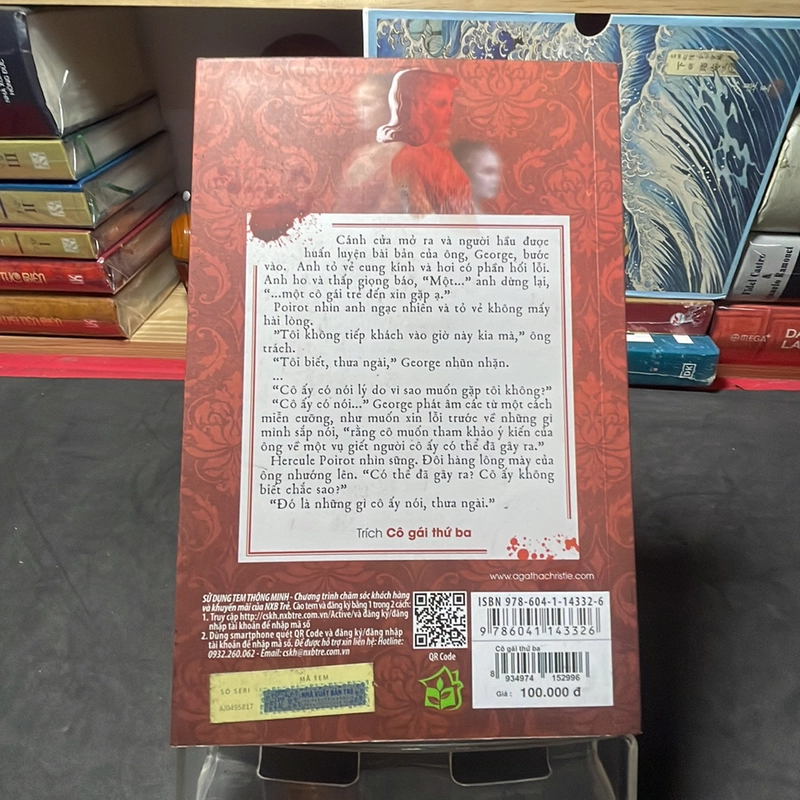 Cánh cửa mở ra và người hầu được
huấn luyện bài bản của ông, George, bước
vào. Anh tỏ vẻ cung kính và hơi có phần hối lỗi.
Anh ho và thấp giọng báo, “Một...” anh dừng lại,
“...một cô gái trẻ đến xin gặp ạ.”
Poirot nhìn anh ngạc nhiên và tỏ vẻ không mấy
hài lòng.
“Tôi không tiếp khách vào giờ này kia mà,” ông
trách.
“Tôi biết, thưa ngài,” George nhũn nhặn.
...
“Cô ấy có nói lý do vì sao muốn gặp tôi không?”
“Cô ấy có nói...” George phát âm các từ một cách
miễn cưỡng, như muốn xin lỗi trước về những gì
mình sắp nói, “rằng cô muốn tham khảo ý kiến của
ông về một vụ giết người cô ấy có thể đã gây ra.”
Hercule Poirot nhìn sững. Đôi hàng lông mày của
ông nhướng lên. “Có thể đã gây ra? Cô ấy không
biết chắc sao?”
“Đó là những gì cô ấy nói, thưa ngài.”
Trích Cô gái thứ ba
www.agathachristie.com
SỬ DỤNG TEM THÔNG MINH - Chương trình chăm sóc khách hàng
và khuyến mãi của NXB Trẻ. Cào tem và đăng ký bằng 1 trong 2 cách:
1. Truy cập http://cskh.nxbtre.com.vn/Active/và đăng ký/đăng
nhập tài khoản để nhập mã số
2. Dùng smartphone quét QR Code và đăng ký/đăng nhập
tài khoản để nhập mã số. Để được hỗ trợ xin liên hệ: Hotline:
0932.260.062 - Email: cskh@nxbtre.com.vn
QR Code
MÃ TEM
SỐ SERI
NHÀ XUẤT BẢN TRẺ
ISBN 978-604-1-14332-6
9 786041 143326
Cô gái thứ ba
8 934974 152996
Giá : 100.000 đ
III
II
I
Fidel Castro
OMEGA+
DK